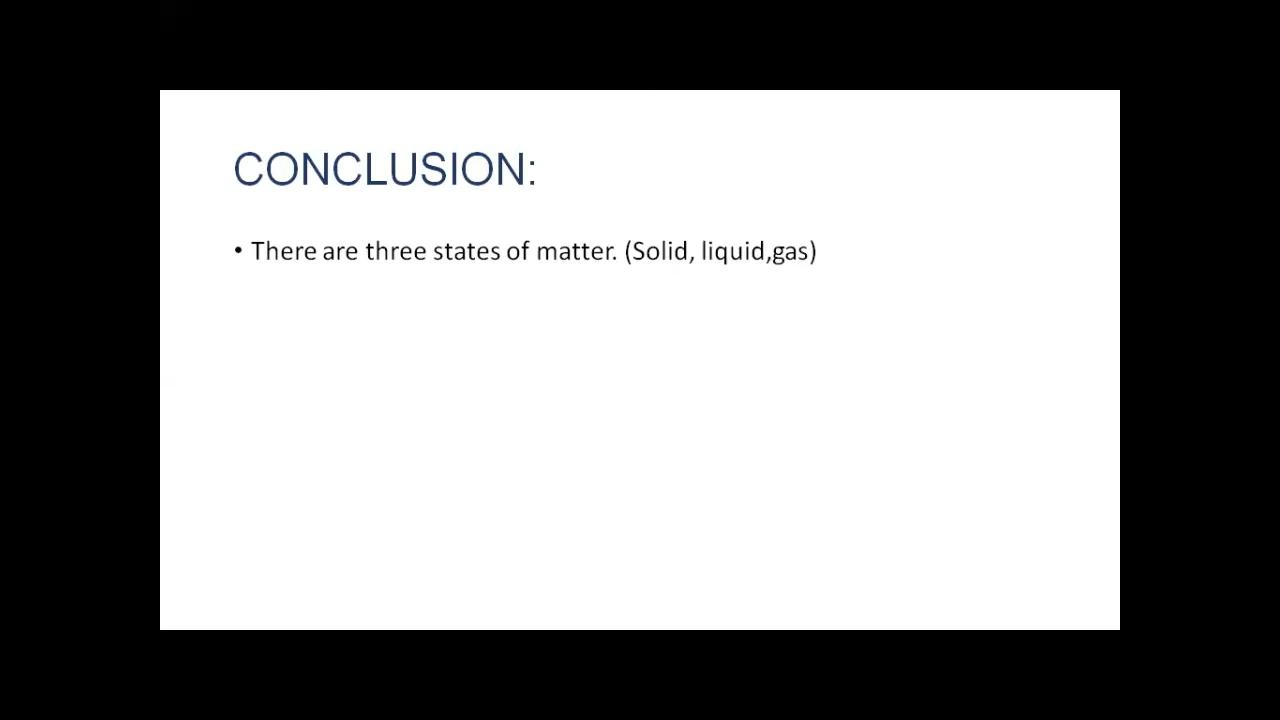 CONCLUSION:
• There are three states of matter. (Solid, liquid,gas)